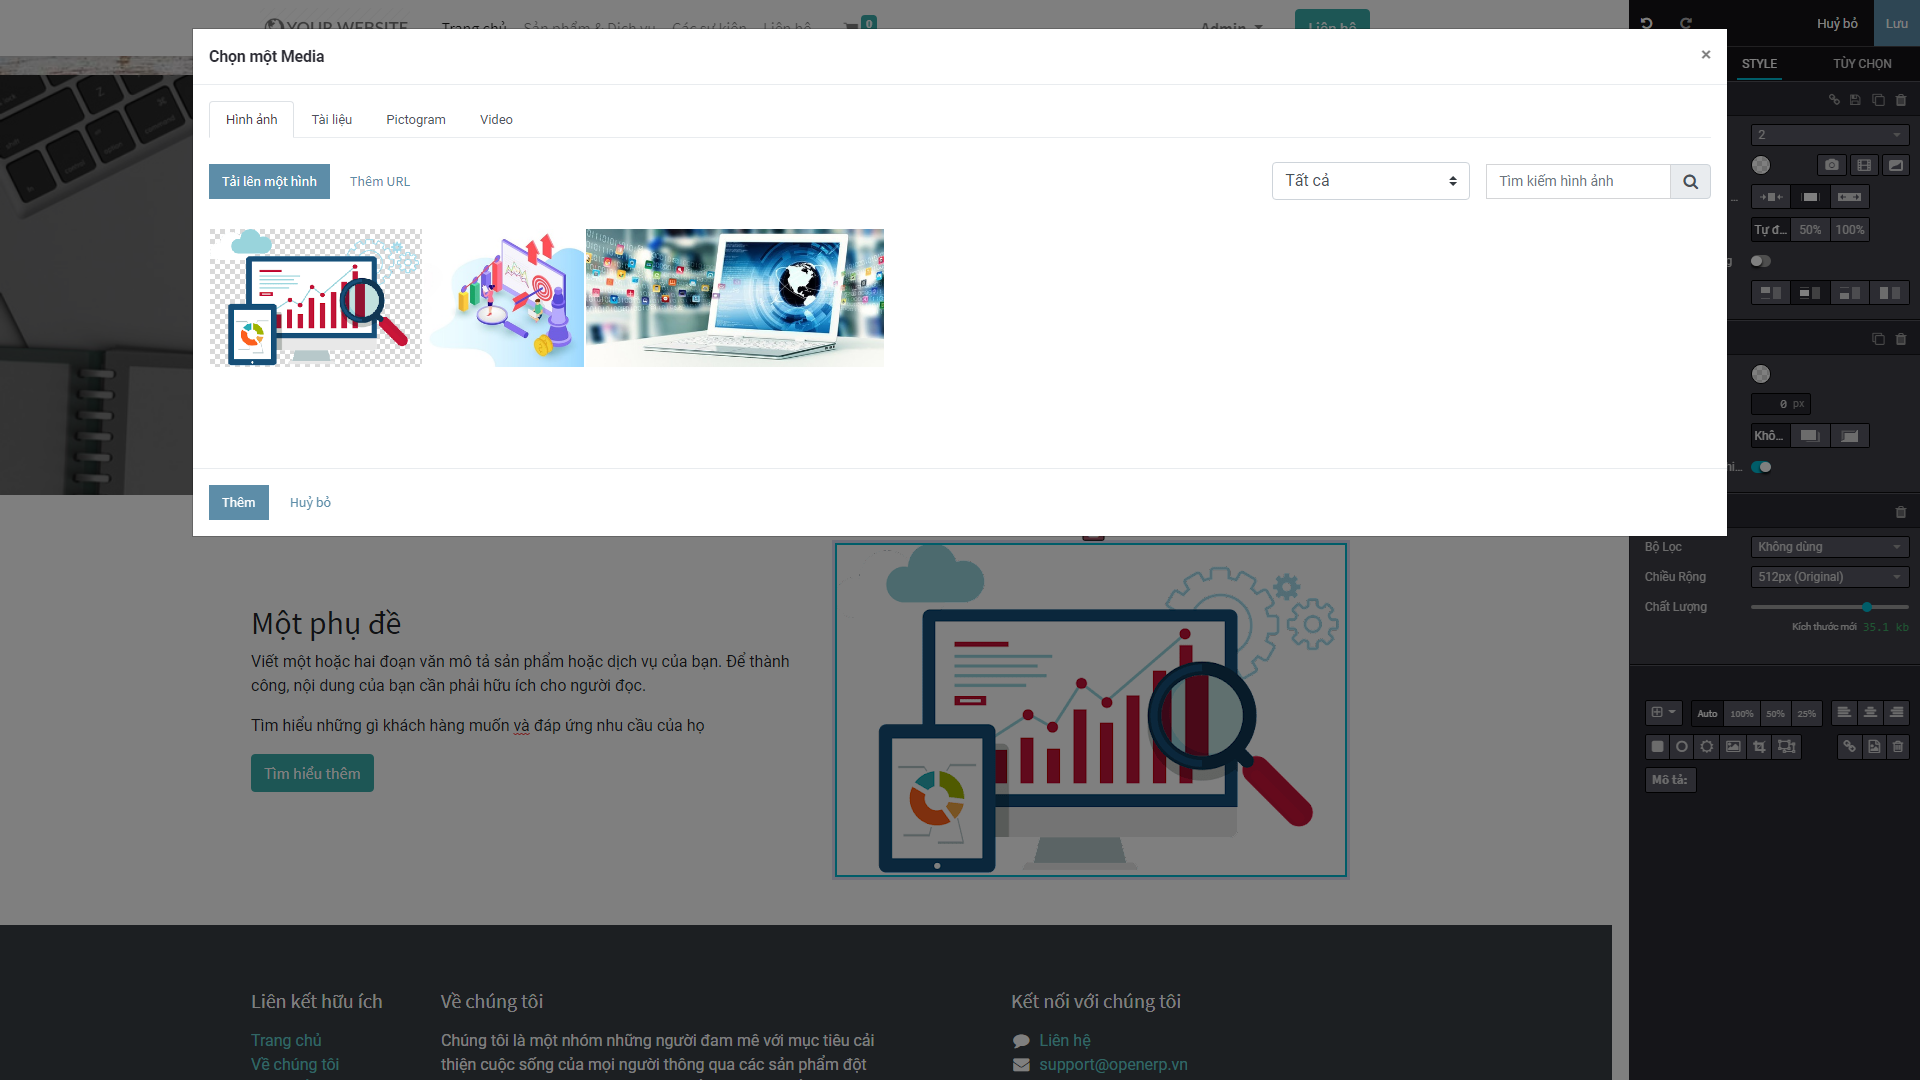 YOUR WEBSITE Trang chủ Sản phẩm & Dịch vụ Các sự kiện Liên hệ 0 Admin Liên hệ
Huỷ bỏ Lưu
Chọn một Media ×
STYLE TÙY CHỌN
Hình ảnh Tài liệu Pictogram Video
2
Tải lên một hình Thêm URL Tất cả Tìm kiếm hình ảnh
Tự đ... 50% 100%
0 px
Khô...
Thêm Huỷ bỏ
Bộ Lọc Không dùng
Chiều Rộng 512px (Original)
Chất Lượng
Kích thước mới 35.1 kb
Một phụ đề
Viết một hoặc hai đoạn văn mô tả sản phẩm hoặc dịch vụ của bạn. Để thành
công, nội dung của bạn cần phải hữu ích cho người đọc.
Tìm hiểu những gì khách hàng muốn và đáp ứng nhu cầu của họ
Tìm hiểu thêm
Auto 100% 50% 25%
Mô tả:
Liên kết hữu ích
Trang chủ
Về chúng tôi
Về chúng tôi
Chúng tôi là một nhóm những người đam mê với mục tiêu cải
thiện cuộc sống của mọi người thông qua các sản phẩm đột
Kết nối với chúng tôi
Liên hệ
support@openerp.vn